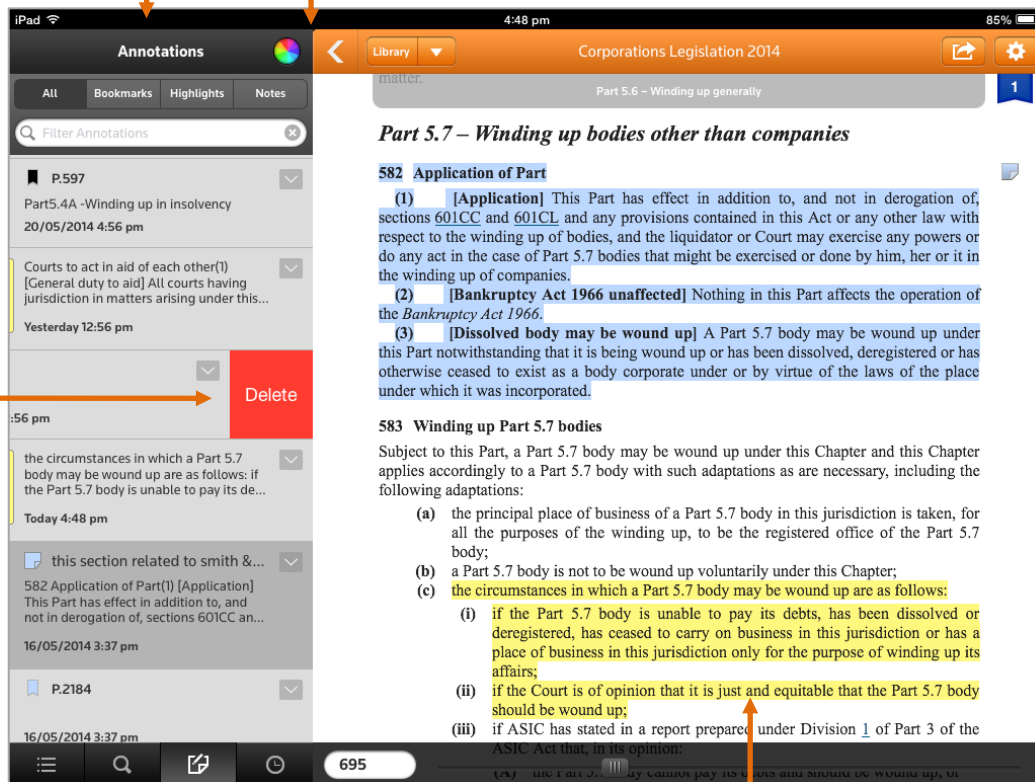 iPad
4:48 pm
85%
Annotations
Library
Corporations Legislation 2014
All
Bookmarks
Highlights
Notes
Filter Annotations
P.597
Part5.4A -Winding up in insolvency
20/05/2014 4:56 pm
Courts to act in aid of each other(1)
[General duty to aid] All courts having
jurisdiction in matters arising under this...
Yesterday 12:56 pm
Delete
:56 pm
the circumstances in which a Part 5.7
body may be wound up are as follows: if
the Part 5.7 body is unable to pay its de...
Today 4:48 pm
this section related to smith &...
582 Application of Part(1) [Application]
This Part has effect in addition to, and
not in derogation of, sections 601CC an...
16/05/2014 3:37 pm
P.2184
16/05/2014 3:37 pm
matter.
Part 5.6 – Winding up generally
1
Part 5.7 – Winding up bodies other than companies
582 Application of Part
(1) [Application] This Part has effect in addition to, and not in derogation of,
sections 601CC and 601CL and any provisions contained in this Act or any other law with
respect to the winding up of bodies, and the liquidator or Court may exercise any powers or
do any act in the case of Part 5.7 bodies that might be exercised or done by him, her or it in
the winding up of companies.
(2) [Bankruptcy Act 1966 unaffected] Nothing in this Part affects the operation of
the Bankruptcy Act 1966.
(3) [Dissolved body may be wound up] A Part 5.7 body may be wound up under
this Part notwithstanding that it is being wound up or has been dissolved, deregistered or has
otherwise ceased to exist as a body corporate under or by virtue of the laws of the place
under which it was incorporated.
583 Winding up Part 5.7 bodies
Subject to this Part, a Part 5.7 body may be wound up under this Chapter and this Chapter
applies accordingly to a Part 5.7 body with such adaptations as are necessary, including the
following adaptations:
(a) the principal place of business of a Part 5.7 body in this jurisdiction is taken, for
all the purposes of the winding up, to be the registered office of the Part 5.7
body;
(b) a Part 5.7 body is not to be wound up voluntarily under this Chapter;
(c) the circumstances in which a Part 5.7 body may be wound up are as follows:
(i) if the Part 5.7 body is unable to pay its debts, has been dissolved or
deregistered, has ceased to carry on business in this jurisdiction or has a
place of business in this jurisdiction only for the purpose of winding up its
affairs;
(ii) if the Court is of opinion that it is just and equitable that the Part 5.7 body
should be wound up;
(iii) if ASIC has stated in a report prepared under Division 1 of Part 3 of the
ASIC Act that, in its opinion:
(A) the Part 5. cannot pay its debts and should be wound up, or
695